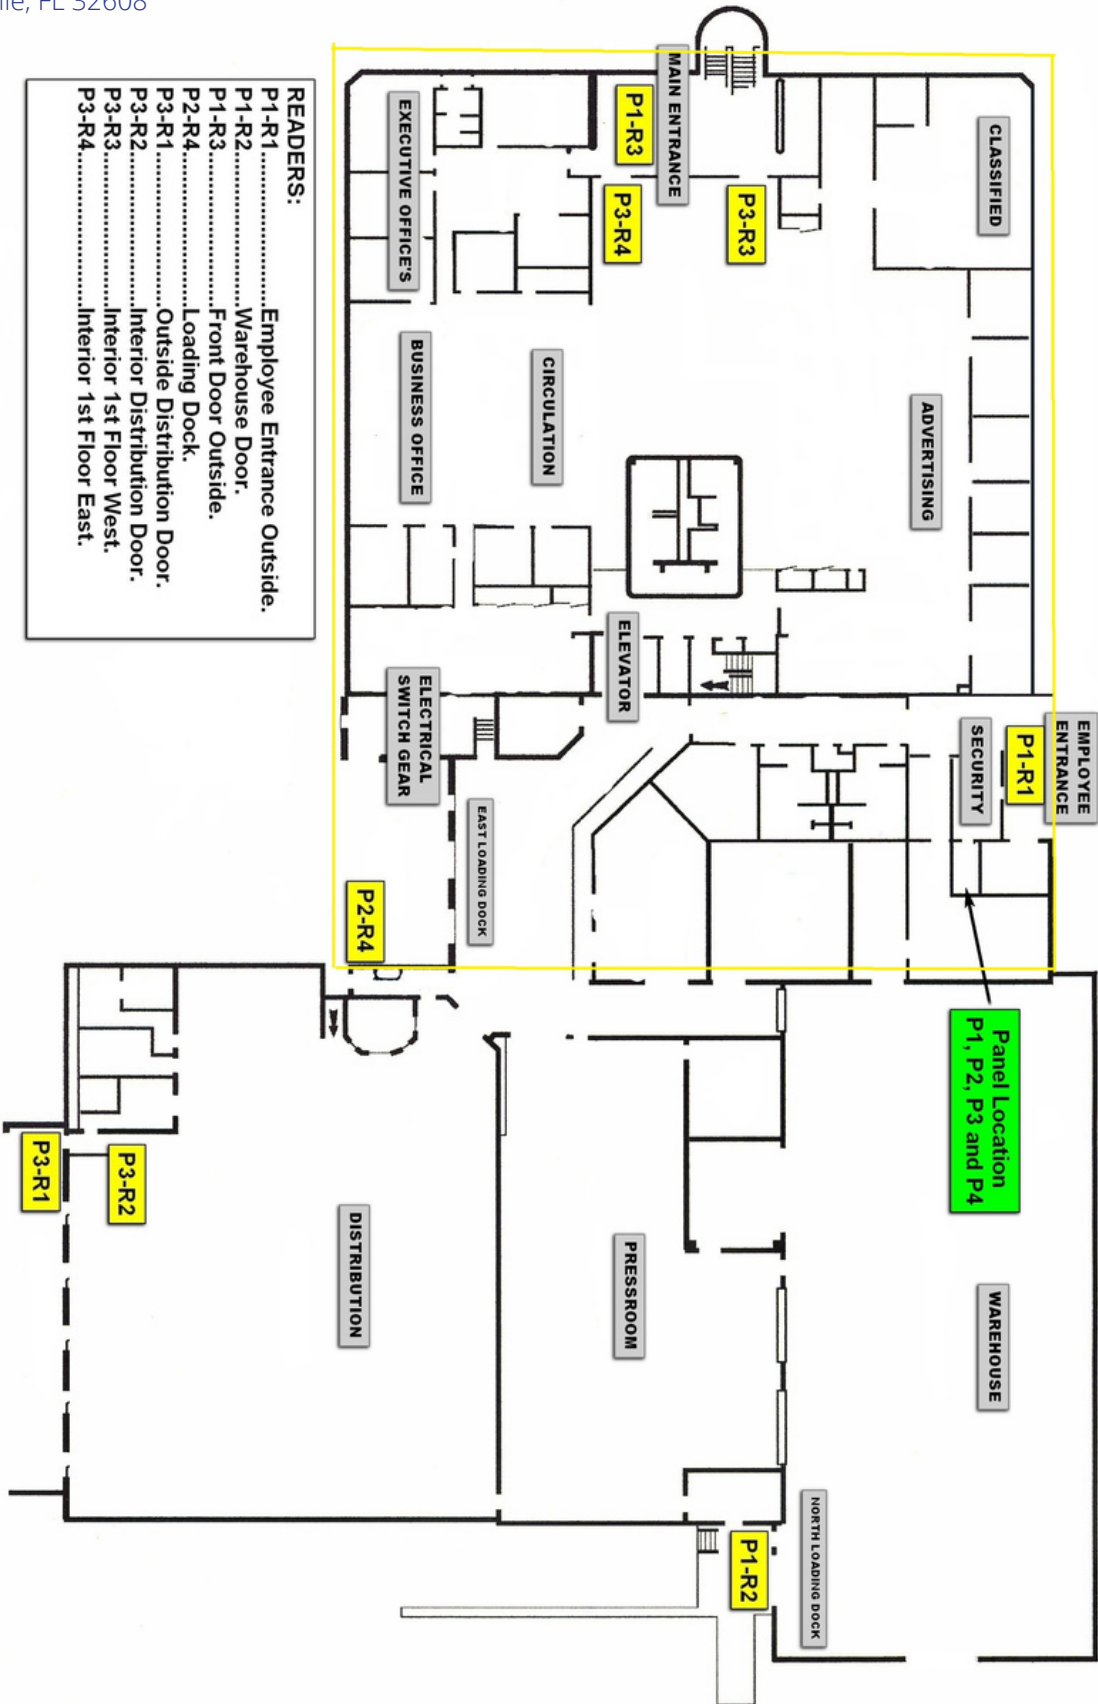 ile, FL 32608
READERS:
P1-R1..............................Employee Entrance Outside.
P1-R2..............................Warehouse Door.
P1-R3..............................Front Door Outside.
P2-R4..............................Loading Dock.
P3-R1..............................Outside Distribution Door.
P3-R2..............................Interior Distribution Door.
P3-R3..............................Interior 1st Floor West.
P3-R4..............................Interior 1st Floor East.
CLASSIFIED
ADVERTISING
EMPLOYEE
ENTRANCE
P1-R1
SECURITY
Panel Location
P1, P2, P3 and P4
WAREHOUSE
NORTH LOADING DOCK
P1-R2
MAIN ENTRANCE
P3-R3
P1-R3
P3-R4
ELEVATOR
PRESSROOM
CIRCULATION
EAST LOADING DOCK
EXECUTIVE OFFICE'S
BUSINESS OFFICE
ELECTRICAL
SWITCH GEAR
P2-R4
DISTRIBUTION
P3-R2
P3-R1